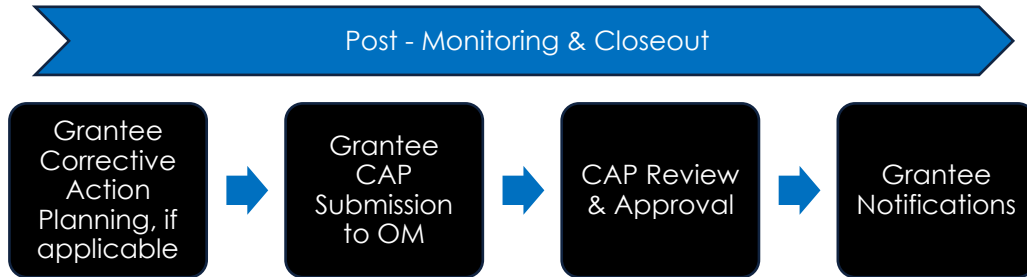 Post - Monitoring & Closeout
Grantee
Corrective
Action
Planning, if
applicable
Grantee
CAP
Submission
to OM
CAP Review
& Approval
Grantee
Notifications